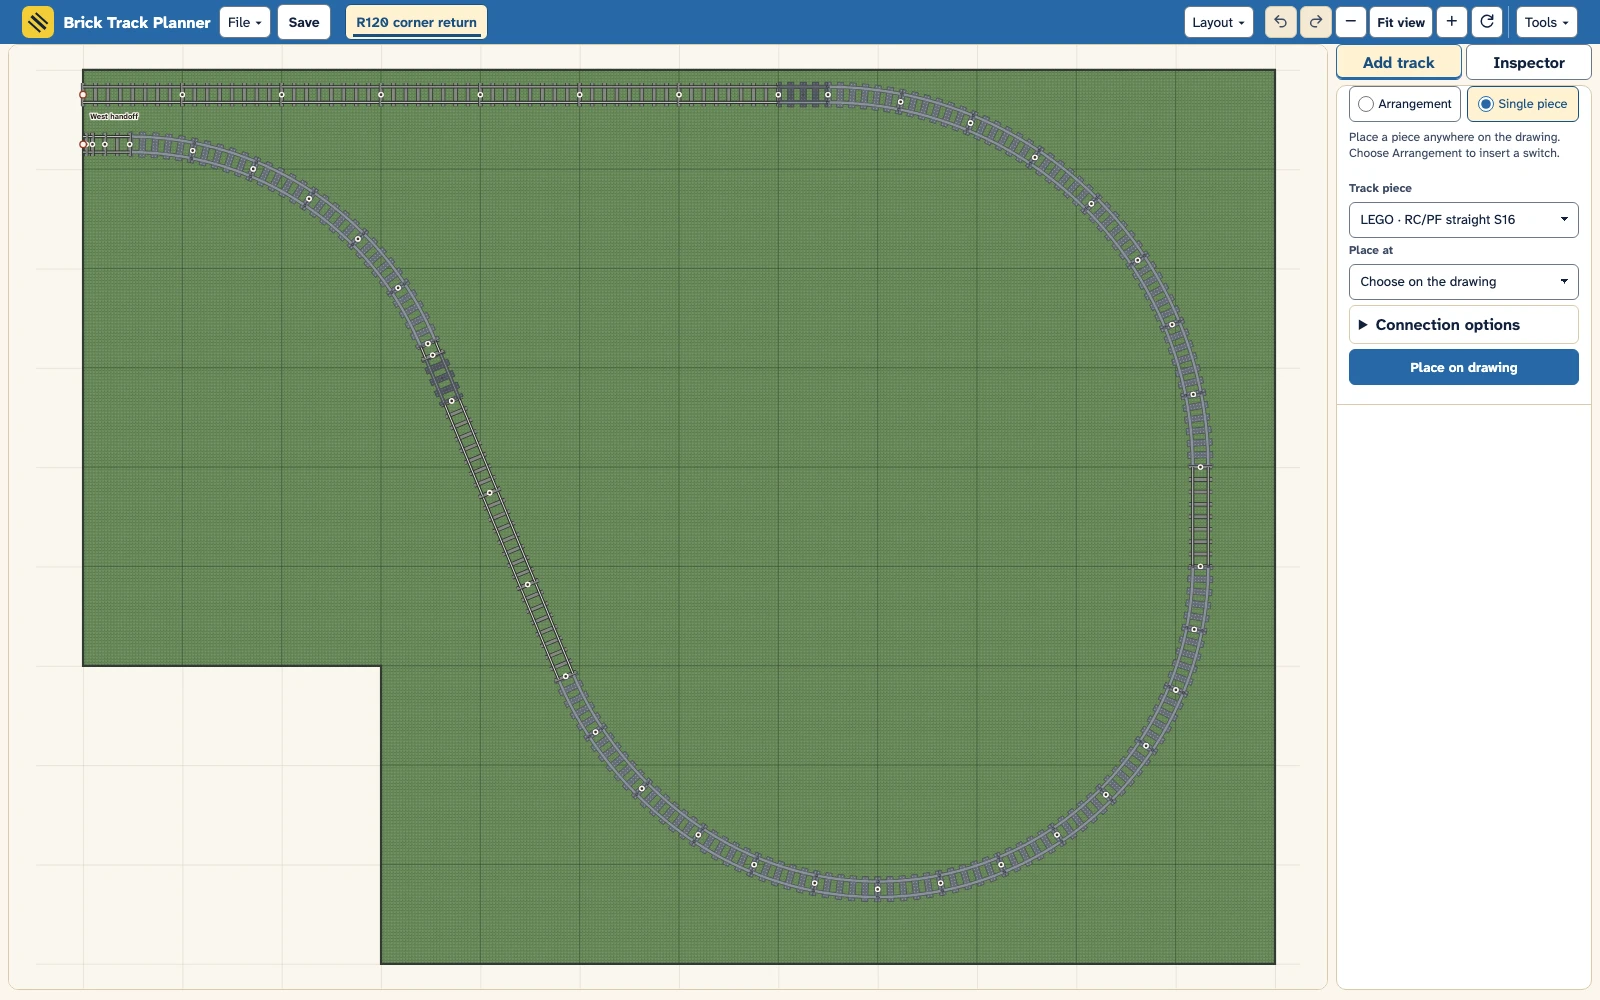 Brick Track Planner
File
Save
R120 corner return
Layout
Fit view
Tools
Add track
Inspector
Arrangement
Single piece
Place a piece anywhere on the drawing.
Choose Arrangement to insert a switch.
Track piece
LEGO · RC/PF straight S16
Place at
Choose on the drawing
Connection options
Place on drawing
West handoff